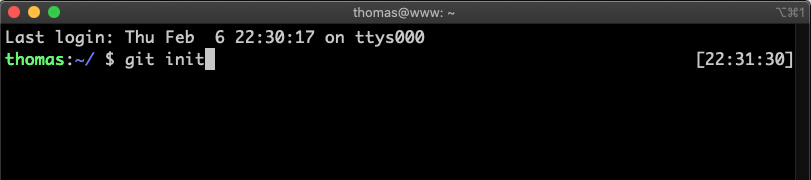 thomas@www: ~
⌥⌘1
Last login: Thu Feb  6 22:30:17 on ttys000
thomas:~/ $ git init [22:31:30]